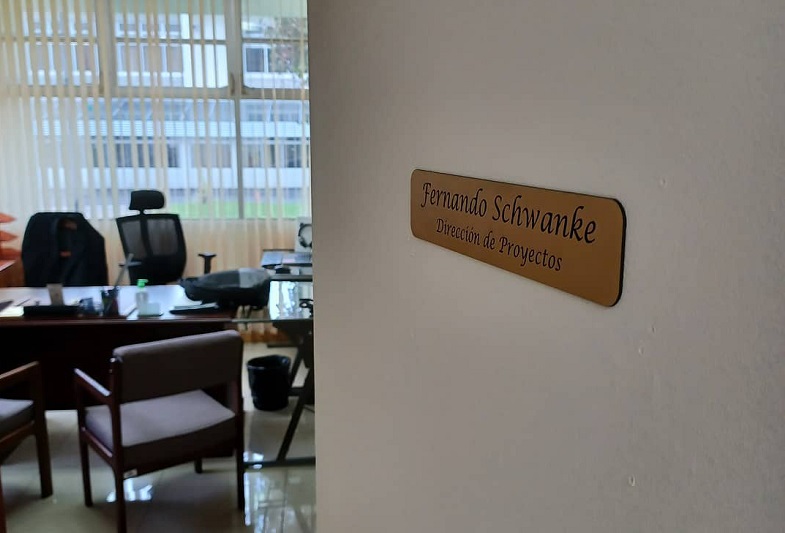 Fernando Schwanke
Dirección de Proyectos